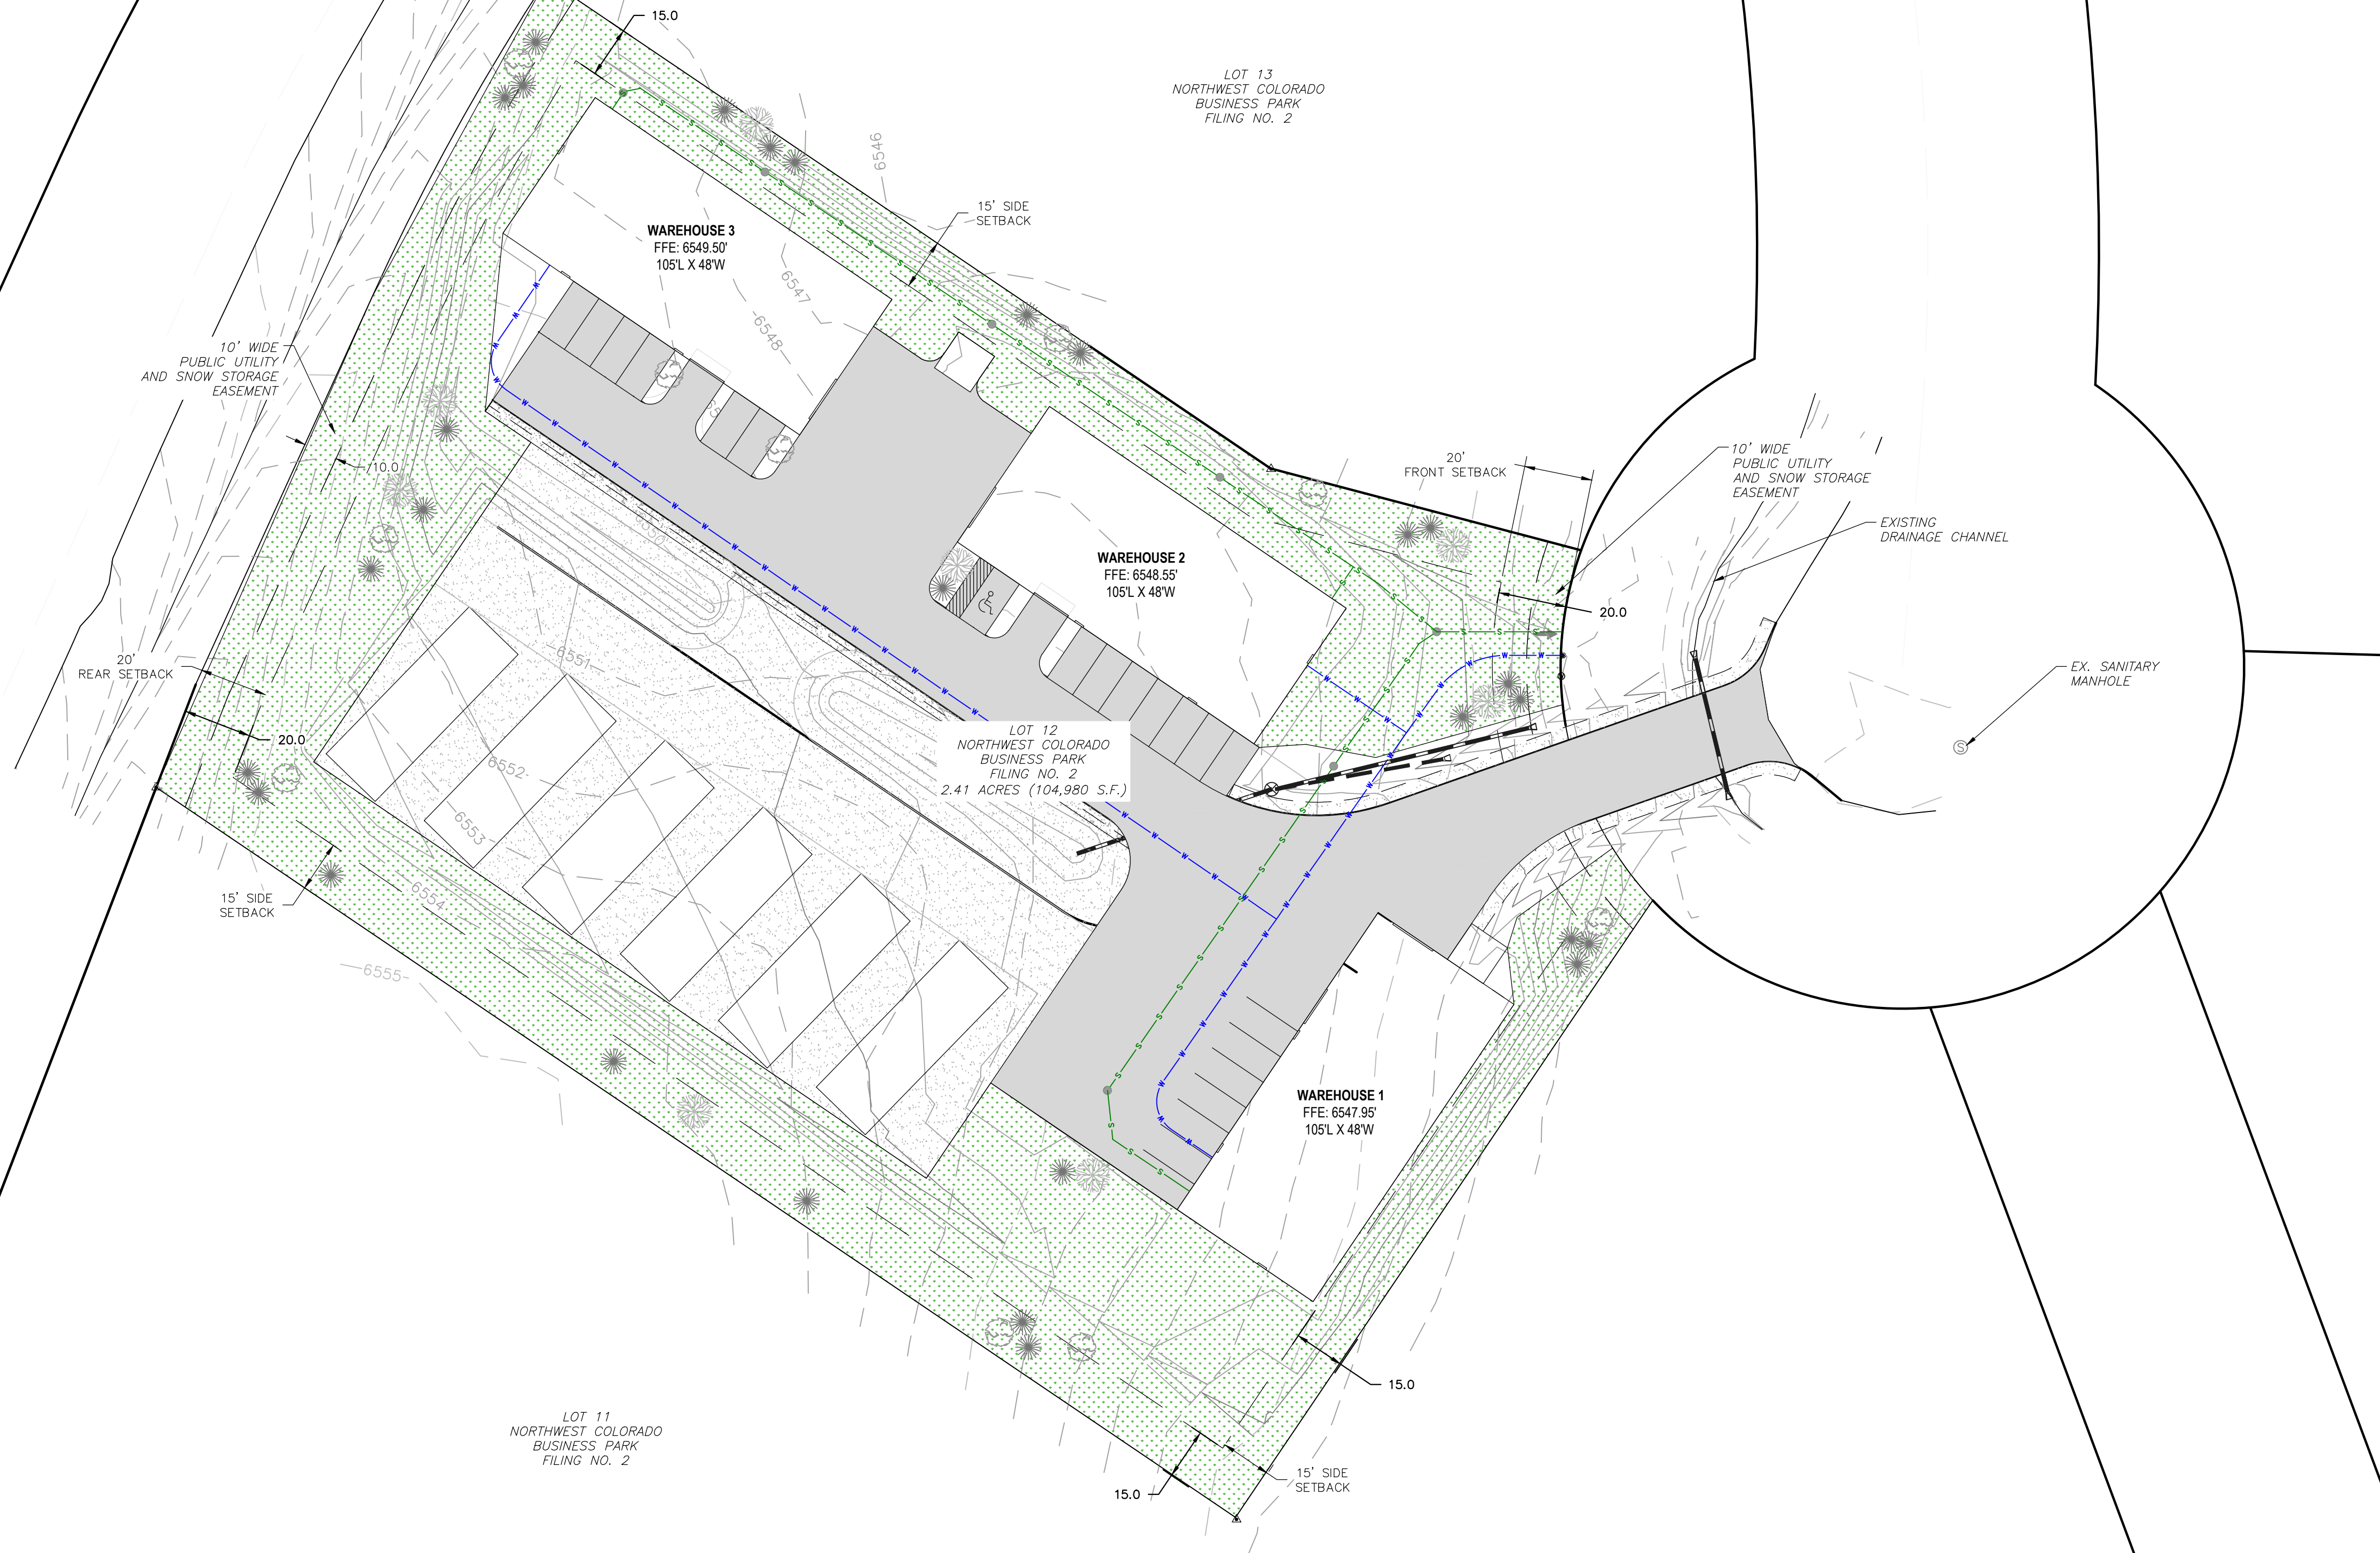 15.0
LOT 13
NORTHWEST COLORADO
BUSINESS PARK
FILING NO. 2
6546
15' SIDE
SETBACK
WAREHOUSE 3
FFE: 6549.50'
105'L X 48'W
6547
6548
10' WIDE
PUBLIC UTILITY
AND SNOW STORAGE
EASEMENT
10.0
20'
FRONT SETBACK
10' WIDE
PUBLIC UTILITY
AND SNOW STORAGE
EASEMENT
EXISTING
DRAINAGE CHANNEL
6550
WAREHOUSE 2
FFE: 6548.55'
105'L X 48'W
20.0
6551
20'
REAR SETBACK
EX. SANITARY
MANHOLE
S
20.0
LOT 12
NORTHWEST COLORADO
BUSINESS PARK
FILING NO. 2
2.41 ACRES (104,980 S.F.)
6552
6553
6554
15' SIDE
SETBACK
6555
WAREHOUSE 1
FFE: 6547.95'
105'L X 48'W
15.0
LOT 11
NORTHWEST COLORADO
BUSINESS PARK
FILING NO. 2
15' SIDE
SETBACK
15.0